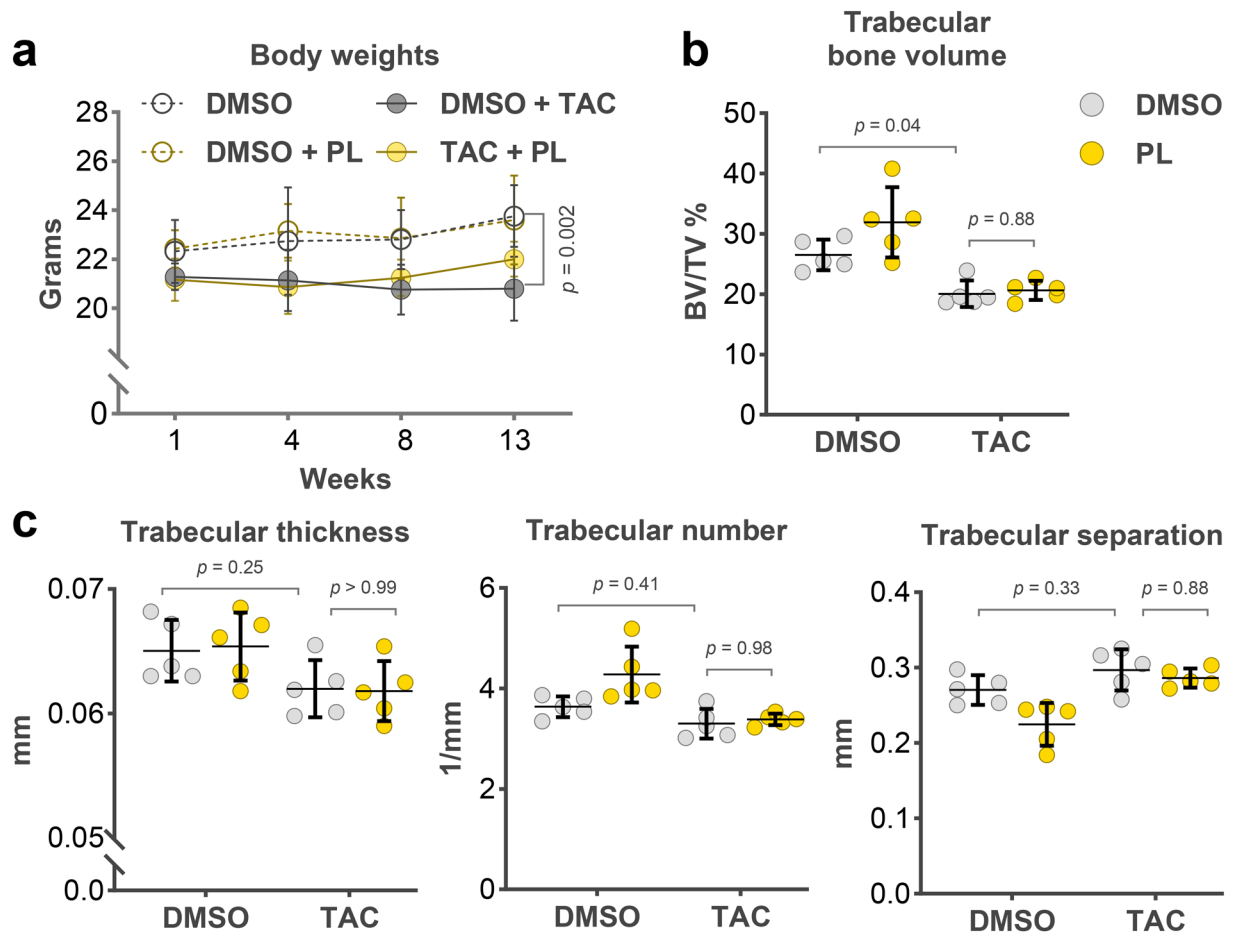 a
Body weights
DMSO
DMSO + TAC
DMSO + PL
TAC + PL
28
26
24
22
20
0
Grams
p = 0.002
1 4 8 13
Weeks
b
Trabecular
bone volume
DMSO
PL
50
40
30
20
10
0
BV/TV %
p = 0.04
p = 0.88
DMSO TAC
c
Trabecular thickness
p = 0.25
p > 0.99
0.07
0.06
0.05
0.0
mm
DMSO TAC
Trabecular number
p = 0.41
p = 0.98
6
4
2
0
1/mm
DMSO TAC
Trabecular separation
p = 0.33
p = 0.88
0.4
0.3
0.2
0.1
0.0
mm
DMSO TAC